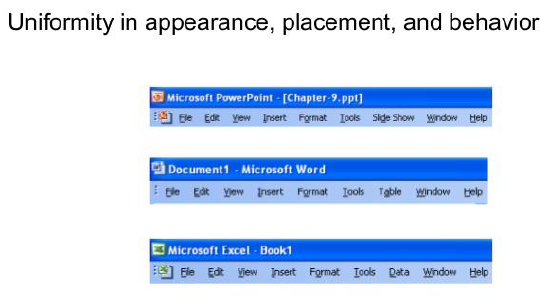 Uniformity in appearance, placement, and behavior
Microsoft PowerPoint - [Chapter-9.ppt]
File Edit View Insert Format Tools Slide Show Window Help
Document1 - Microsoft Word
File Edit View Insert Format Tools Table Window Help
Microsoft Excel - Book1
File Edit View Insert Format Tools Data Window Help